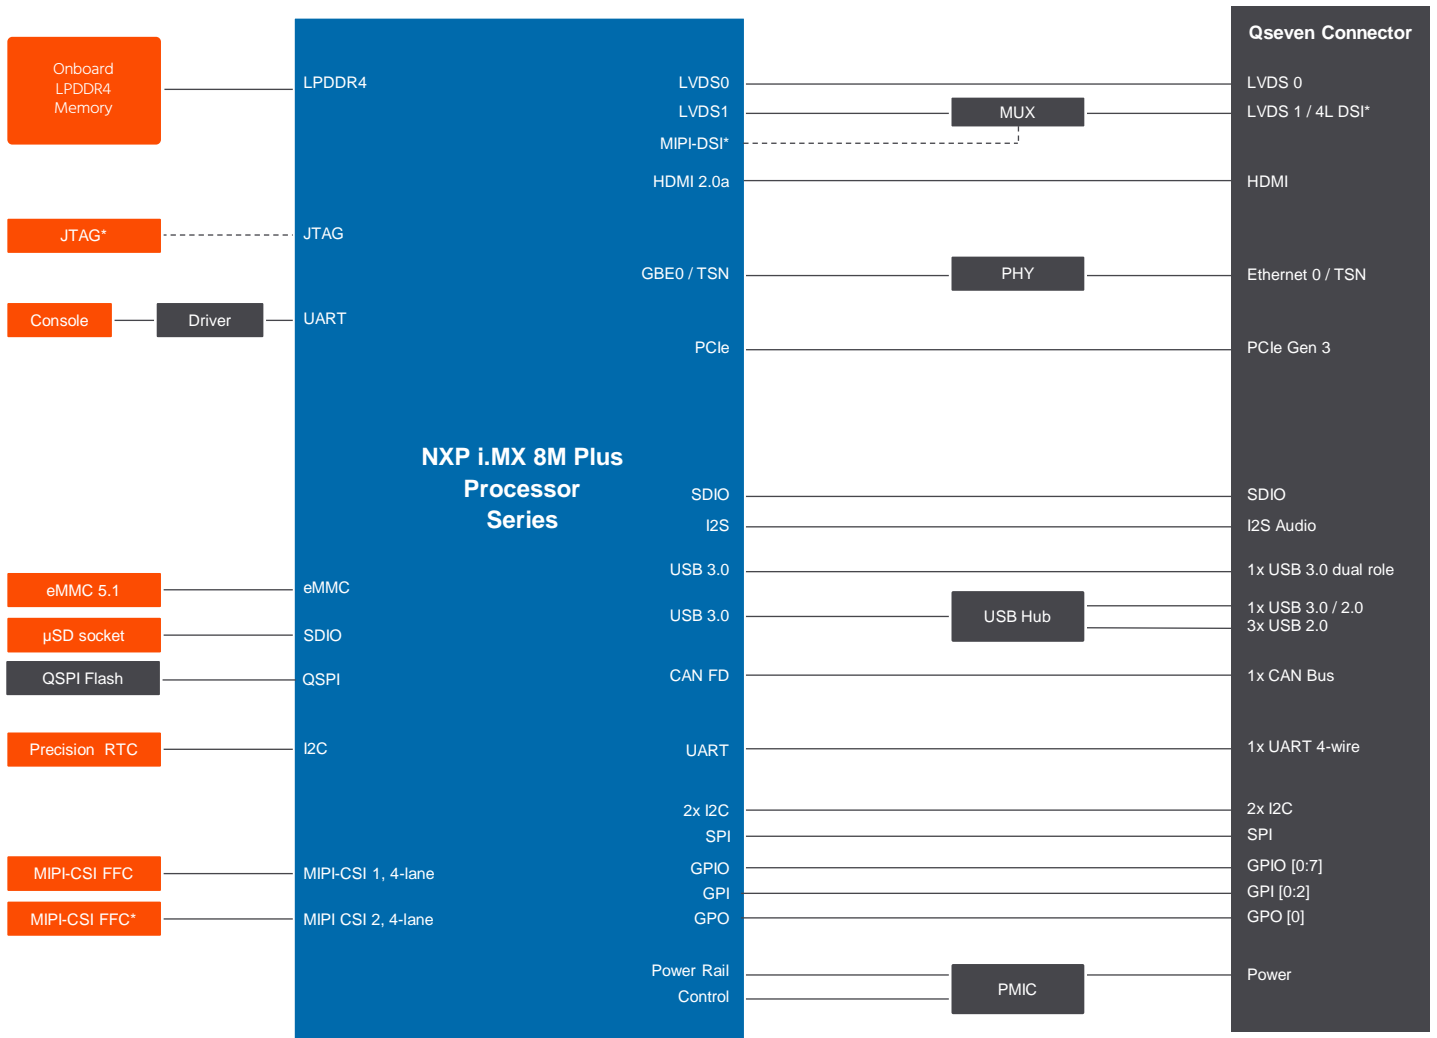 Onboard
LPDDR4
Memory
JTAG*
Console
Driver
eMMC 5.1
µSD socket
QSPI Flash
Precision RTC
MIPI-CSI FFC
MIPI-CSI FFC*
LPDDR4
JTAG
UART
eMMC
SDIO
QSPI
I2C
MIPI-CSI 1, 4-lane
MIPI CSI 2, 4-lane
NXP i.MX 8M Plus
Processor
Series
LVDS0
LVDS1
MIPI-DSI*
HDMI 2.0a
GBE0 / TSN
PCIe
SDIO
I2S
USB 3.0
USB 3.0
CAN FD
UART
2x I2C
SPI
GPIO
GPI
GPO
Power Rail
Control
MUX
PHY
USB Hub
PMIC
Qseven Connector
LVDS 0
LVDS 1 / 4L DSI*
HDMI
Ethernet 0 / TSN
PCIe Gen 3
SDIO
I2S Audio
1x USB 3.0 dual role
1x USB 3.0 / 2.0
3x USB 2.0
1x CAN Bus
1x UART 4-wire
2x I2C
SPI
GPIO [0:7]
GPI [0:2]
GPO [0]
Power